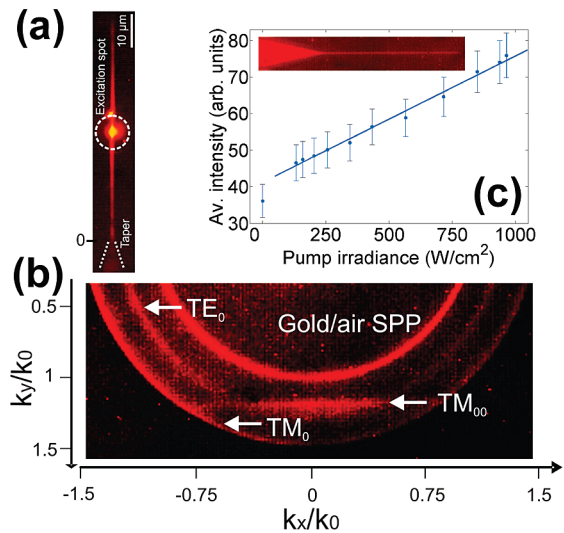 (a)
10 µm
Excitation spot
0
Taper
80
70
60
50
40
30
Av. intensity (arb. units)
(c)
0
250
500
750
1000
Pump irradiance (W/cm²)
(b)
0.5
1
1.5
ky/k0
TE0
Gold/air SPP
TM00
TM0
-1.5
-0.75
0
0.75
1.5
kx/k0